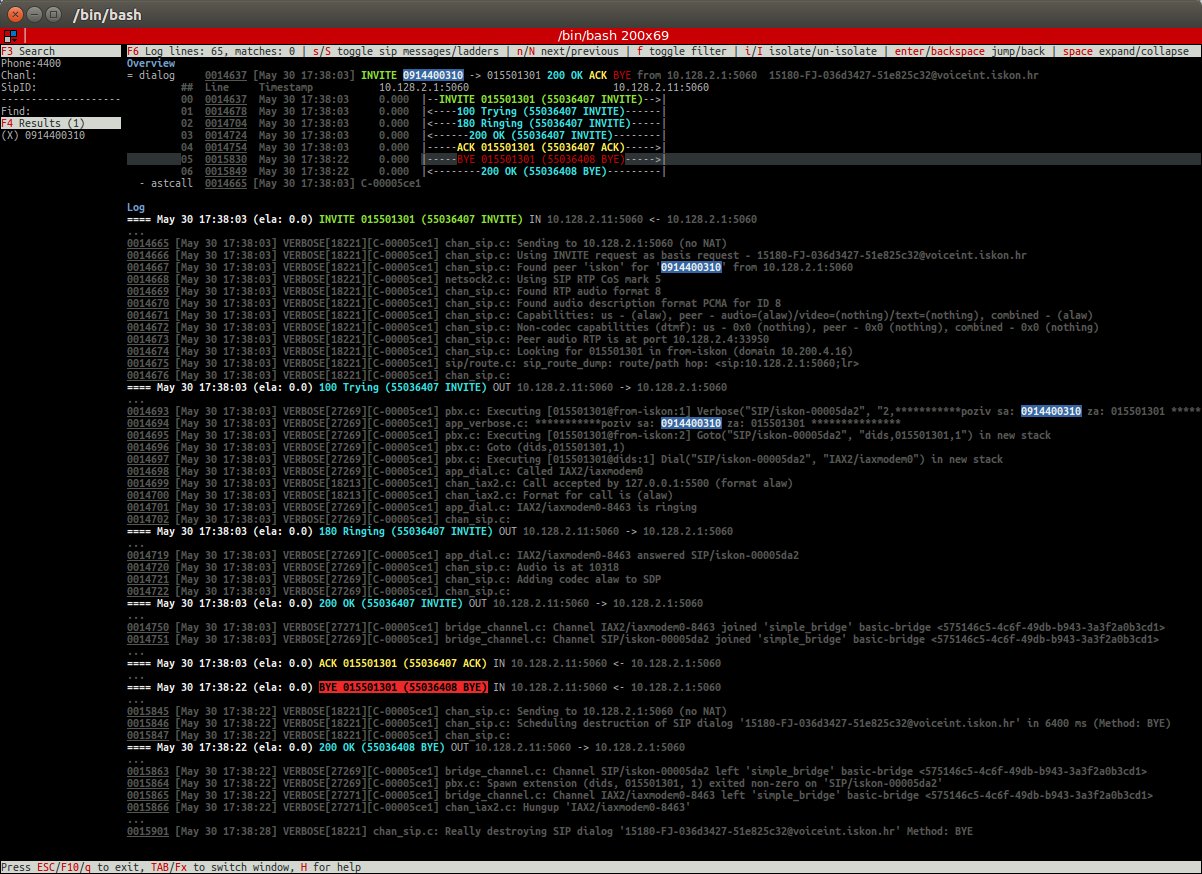 /bin/bash
/bin/bash 200x69
F3 Search
F6 Log lines: 65, matches: 0 | s/S toggle sip messages/ladders | n/N next/previous | f toggle filter | i/I isolate/un-isolate | enter/backspace jump/back | space expand/collapse
Phone:4400
Overview
Chanl:
= dialog 0014637 [May 30 17:38:03] INVITE 0914400310 -> 015501301 200 OK ACK BYE from 10.128.2.1:5060 15180-FJ-036d3427-51e825c32@voiceint.iskon.hr
SipID:
## Line Timestamp 10.128.2.1:5060 10.128.2.11:5060
--------------------
00 0014637 May 30 17:38:03 0.000 |--INVITE 015501301 (55036407 INVITE)-->|
Find:
01 0014678 May 30 17:38:03 0.000 |<----100 Trying (55036407 INVITE)------|
F4 Results (1)
02 0014704 May 30 17:38:03 0.000 |<----180 Ringing (55036407 INVITE)-----|
(X) 0914400310
03 0014724 May 30 17:38:03 0.000 |<------200 OK (55036407 INVITE)--------|
04 0014754 May 30 17:38:03 0.000 |-----ACK 015501301 (55036407 ACK)----->|
05 0015830 May 30 17:38:22 0.000 |-----BYE 015501301 (55036408 BYE)----->|
06 0015849 May 30 17:38:22 0.000 |<--------200 OK (55036408 BYE)---------|
- astcall 0014665 [May 30 17:38:03] C-00005ce1
Log
==== May 30 17:38:03 (ela: 0.0) INVITE 015501301 (55036407 INVITE) IN 10.128.2.11:5060 <- 10.128.2.1:5060
...
0014665 [May 30 17:38:03] VERBOSE[18221][C-00005ce1] chan_sip.c: Sending to 10.128.2.1:5060 (no NAT)
0014666 [May 30 17:38:03] VERBOSE[18221][C-00005ce1] chan_sip.c: Using INVITE request as basis request - 15180-FJ-036d3427-51e825c32@voiceint.iskon.hr
0014667 [May 30 17:38:03] VERBOSE[18221][C-00005ce1] chan_sip.c: Found peer 'iskon' for '0914400310' from 10.128.2.1:5060
0014668 [May 30 17:38:03] VERBOSE[18221][C-00005ce1] netsock2.c: Using SIP RTP CoS mark 5
0014669 [May 30 17:38:03] VERBOSE[18221][C-00005ce1] chan_sip.c: Found RTP audio format 8
0014670 [May 30 17:38:03] VERBOSE[18221][C-00005ce1] chan_sip.c: Found audio description format PCMA for ID 8
0014671 [May 30 17:38:03] VERBOSE[18221][C-00005ce1] chan_sip.c: Capabilities: us - (alaw), peer - audio=(alaw)/video=(nothing)/text=(nothing), combined - (alaw)
0014672 [May 30 17:38:03] VERBOSE[18221][C-00005ce1] chan_sip.c: Non-codec capabilities (dtmf): us - 0x0 (nothing), peer - 0x0 (nothing), combined - 0x0 (nothing)
0014673 [May 30 17:38:03] VERBOSE[18221][C-00005ce1] chan_sip.c: Peer audio RTP is at port 10.128.2.4:33950
0014674 [May 30 17:38:03] VERBOSE[18221][C-00005ce1] chan_sip.c: Looking for 015501301 in from-iskon (domain 10.200.4.16)
0014675 [May 30 17:38:03] VERBOSE[18221][C-00005ce1] sip/route.c: sip_route_dump: route/path hop: <sip:10.128.2.1:5060;lr>
0014676 [May 30 17:38:03] VERBOSE[18221][C-00005ce1] chan_sip.c:
==== May 30 17:38:03 (ela: 0.0) 100 Trying (55036407 INVITE) OUT 10.128.2.11:5060 -> 10.128.2.1:5060
...
0014693 [May 30 17:38:03] VERBOSE[27269][C-00005ce1] pbx.c: Executing [015501301@from-iskon:1] Verbose("SIP/iskon-00005da2", "2,***********poziv sa: 0914400310 za: 015501301 *****
0014694 [May 30 17:38:03] VERBOSE[27269][C-00005ce1] app_verbose.c: ***********poziv sa: 0914400310 za: 015501301 ***************
0014695 [May 30 17:38:03] VERBOSE[27269][C-00005ce1] pbx.c: Executing [015501301@from-iskon:2] Goto("SIP/iskon-00005da2", "dids,015501301,1") in new stack
0014696 [May 30 17:38:03] VERBOSE[27269][C-00005ce1] pbx.c: Goto (dids,015501301,1)
0014697 [May 30 17:38:03] VERBOSE[27269][C-00005ce1] pbx.c: Executing [015501301@dids:1] Dial("SIP/iskon-00005da2", "IAX2/iaxmodem0") in new stack
0014698 [May 30 17:38:03] VERBOSE[27269][C-00005ce1] app_dial.c: Called IAX2/iaxmodem0
0014699 [May 30 17:38:03] VERBOSE[18213][C-00005ce1] chan_iax2.c: Call accepted by 127.0.0.1:5500 (format alaw)
0014700 [May 30 17:38:03] VERBOSE[18213][C-00005ce1] chan_iax2.c: Format for call is (alaw)
0014701 [May 30 17:38:03] VERBOSE[27269][C-00005ce1] app_dial.c: IAX2/iaxmodem0-8463 is ringing
0014702 [May 30 17:38:03] VERBOSE[27269][C-00005ce1] chan_sip.c:
==== May 30 17:38:03 (ela: 0.0) 180 Ringing (55036407 INVITE) OUT 10.128.2.11:5060 -> 10.128.2.1:5060
...
0014719 [May 30 17:38:03] VERBOSE[27269][C-00005ce1] app_dial.c: IAX2/iaxmodem0-8463 answered SIP/iskon-00005da2
0014720 [May 30 17:38:03] VERBOSE[27269][C-00005ce1] chan_sip.c: Audio is at 10318
0014721 [May 30 17:38:03] VERBOSE[27269][C-00005ce1] chan_sip.c: Adding codec alaw to SDP
0014722 [May 30 17:38:03] VERBOSE[27269][C-00005ce1] chan_sip.c:
==== May 30 17:38:03 (ela: 0.0) 200 OK (55036407 INVITE) OUT 10.128.2.11:5060 -> 10.128.2.1:5060
...
0014750 [May 30 17:38:03] VERBOSE[27271][C-00005ce1] bridge_channel.c: Channel IAX2/iaxmodem0-8463 joined 'simple_bridge' basic-bridge <575146c5-4c6f-49db-b943-3a3f2a0b3cd1>
0014751 [May 30 17:38:03] VERBOSE[27269][C-00005ce1] bridge_channel.c: Channel SIP/iskon-00005da2 joined 'simple_bridge' basic-bridge <575146c5-4c6f-49db-b943-3a3f2a0b3cd1>
...
==== May 30 17:38:03 (ela: 0.0) ACK 015501301 (55036407 ACK) IN 10.128.2.11:5060 <- 10.128.2.1:5060
...
==== May 30 17:38:22 (ela: 0.0) BYE 015501301 (55036408 BYE) IN 10.128.2.11:5060 <- 10.128.2.1:5060
...
0015845 [May 30 17:38:22] VERBOSE[18221][C-00005ce1] chan_sip.c: Sending to 10.128.2.1:5060 (no NAT)
0015846 [May 30 17:38:22] VERBOSE[18221][C-00005ce1] chan_sip.c: Scheduling destruction of SIP dialog '15180-FJ-036d3427-51e825c32@voiceint.iskon.hr' in 6400 ms (Method: BYE)
0015847 [May 30 17:38:22] VERBOSE[18221][C-00005ce1] chan_sip.c:
==== May 30 17:38:22 (ela: 0.0) 200 OK (55036408 BYE) OUT 10.128.2.11:5060 -> 10.128.2.1:5060
...
0015863 [May 30 17:38:22] VERBOSE[27269][C-00005ce1] bridge_channel.c: Channel SIP/iskon-00005da2 left 'simple_bridge' basic-bridge <575146c5-4c6f-49db-b943-3a3f2a0b3cd1>
0015864 [May 30 17:38:22] VERBOSE[27269][C-00005ce1] pbx.c: Spawn extension (dids, 015501301, 1) exited non-zero on 'SIP/iskon-00005da2'
0015865 [May 30 17:38:22] VERBOSE[27271][C-00005ce1] bridge_channel.c: Channel IAX2/iaxmodem0-8463 left 'simple_bridge' basic-bridge <575146c5-4c6f-49db-b943-3a3f2a0b3cd1>
0015866 [May 30 17:38:22] VERBOSE[27271][C-00005ce1] chan_iax2.c: Hungup 'IAX2/iaxmodem0-8463'
...
0015901 [May 30 17:38:28] VERBOSE[18221] chan_sip.c: Really destroying SIP dialog '15180-FJ-036d3427-51e825c32@voiceint.iskon.hr' Method: BYE
Press ESC/F10/q to exit, TAB/Fx to switch window, H for help